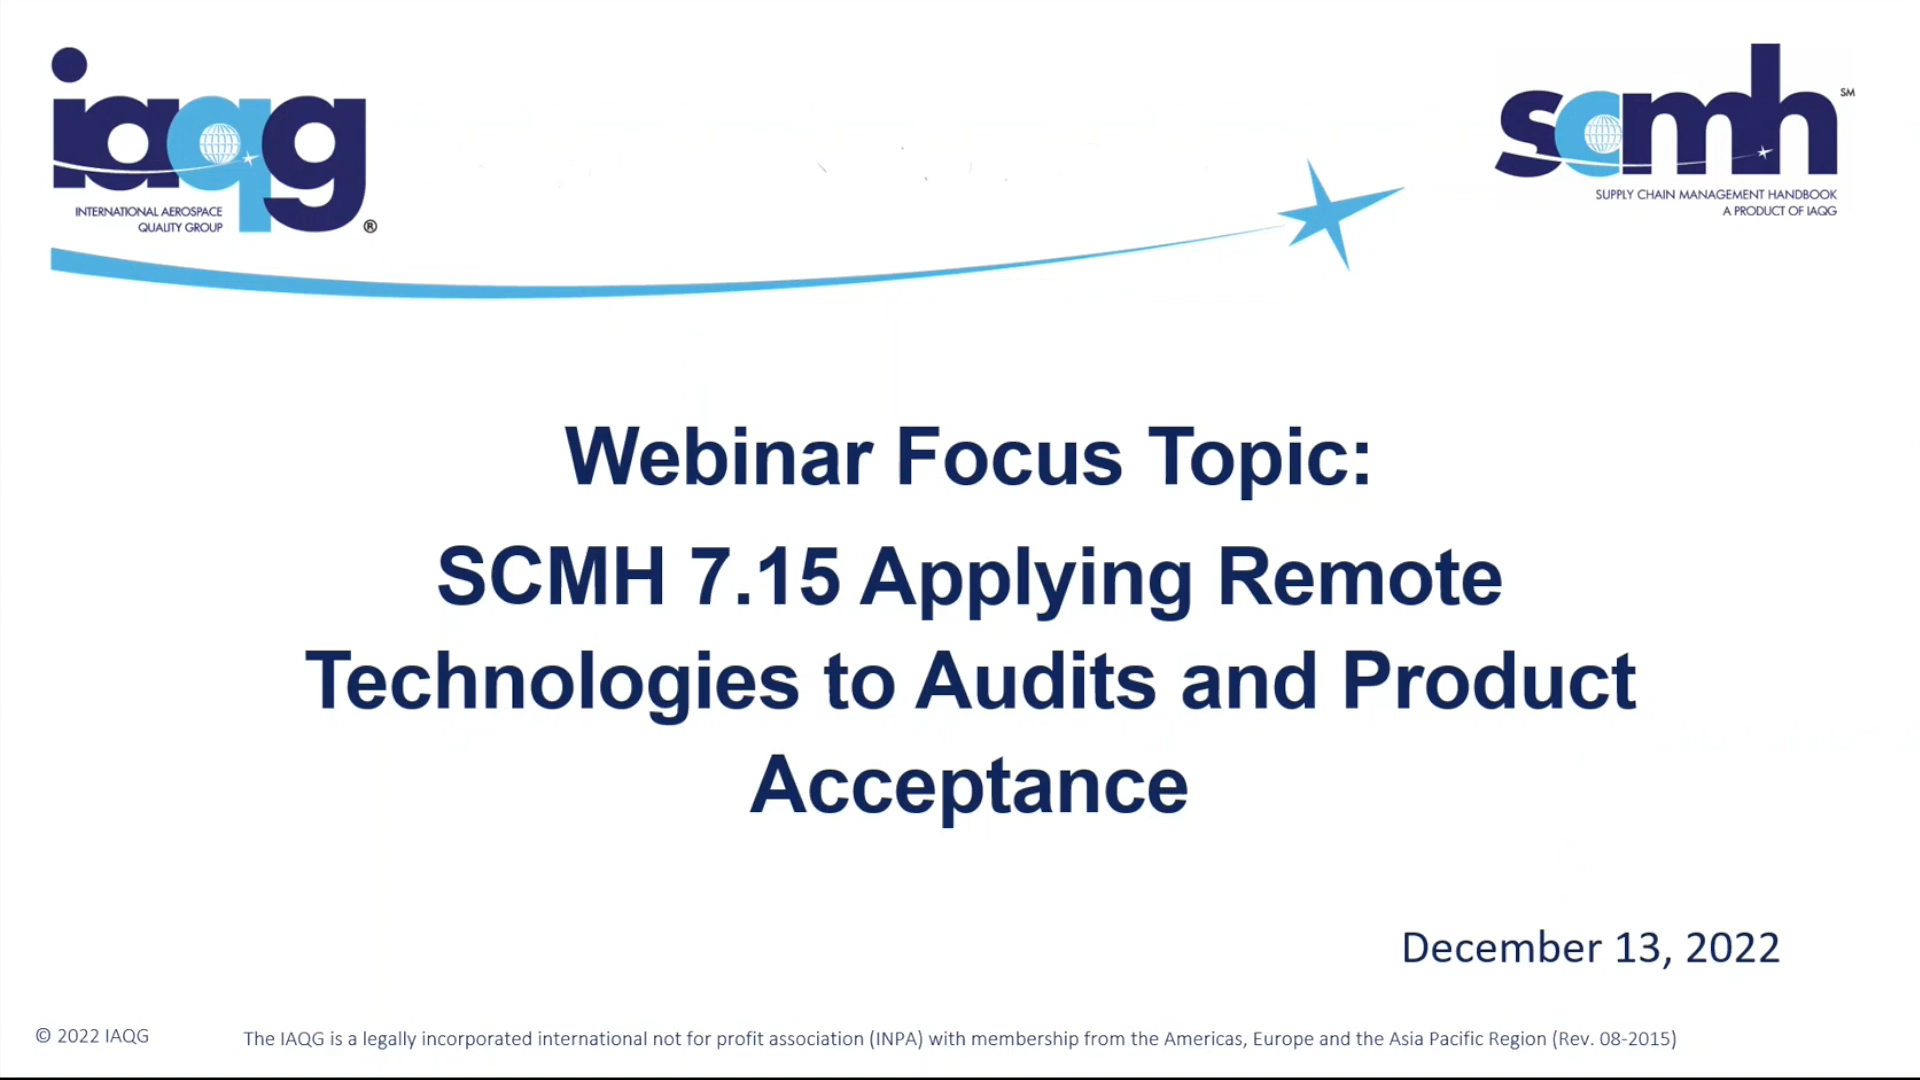 iaqg
INTERNATIONAL AEROSPACE
QUALITY GROUP
®
scmh
SM
SUPPLY CHAIN MANAGEMENT HANDBOOK
A PRODUCT OF IAQG
Webinar Focus Topic:
SCMH 7.15 Applying Remote
Technologies to Audits and Product
Acceptance
December 13, 2022
© 2022 IAQG
The IAQG is a legally incorporated international not for profit association (INPA) with membership from the Americas, Europe and the Asia Pacific Region (Rev. 08-2015)